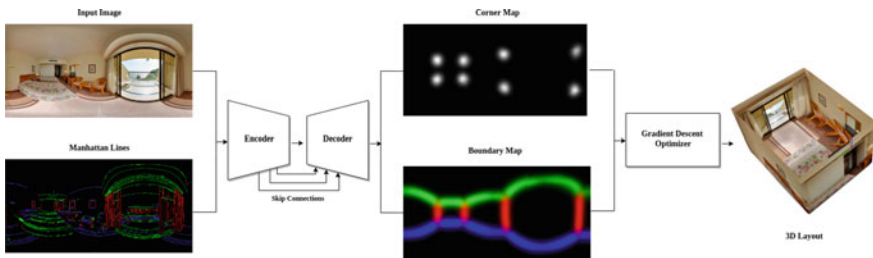 Input Image
Corner Map
Encoder
Decoder
Gradient Descent
Optimizer
Manhattan Lines
Boundary Map
Skip Connections
3D Layout